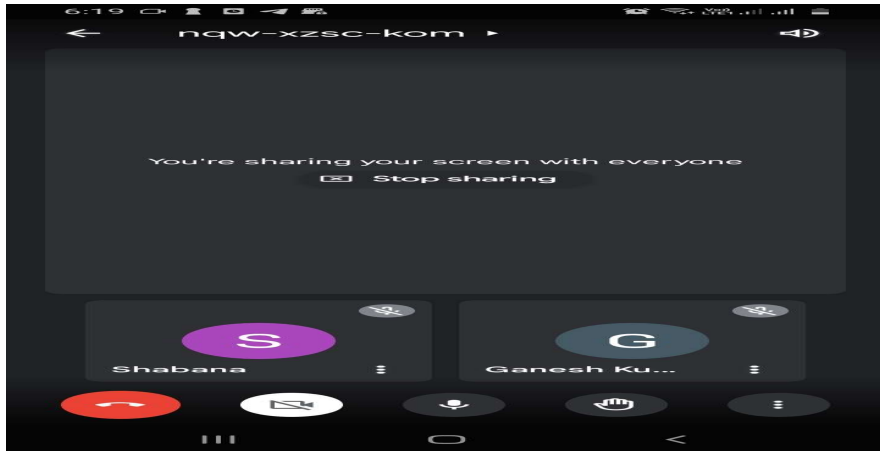 6:19
nqw-xzsc-kom
You're sharing your screen with everyone
Stop sharing
S
G
Shabana
Ganesh Ku...